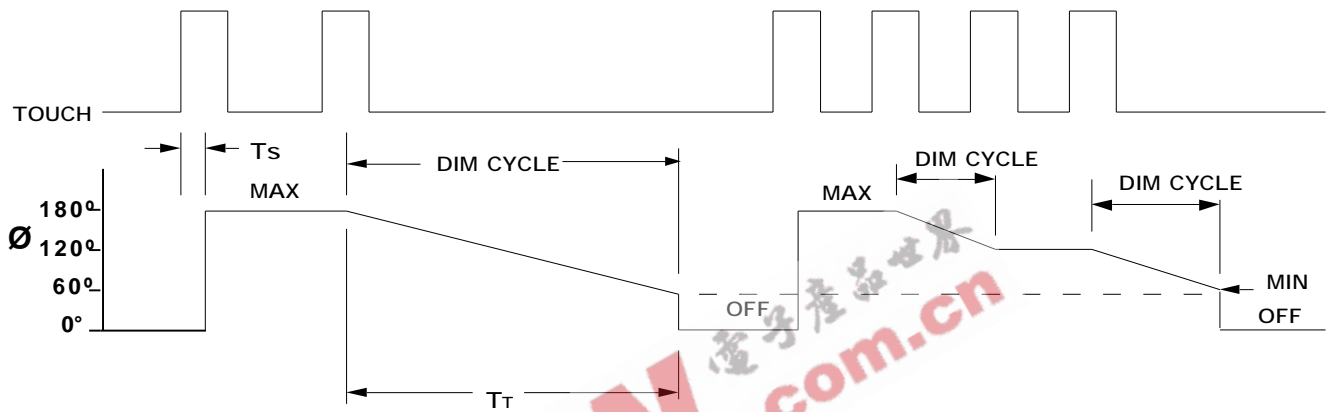 TOUCH
Ts
DIM CYCLE
DIM CYCLE
DIM CYCLE
MAX
MAX
180º
Ø
120º
60º
0°
OFF
MIN
OFF
TT
電子產品世界
.com.cn